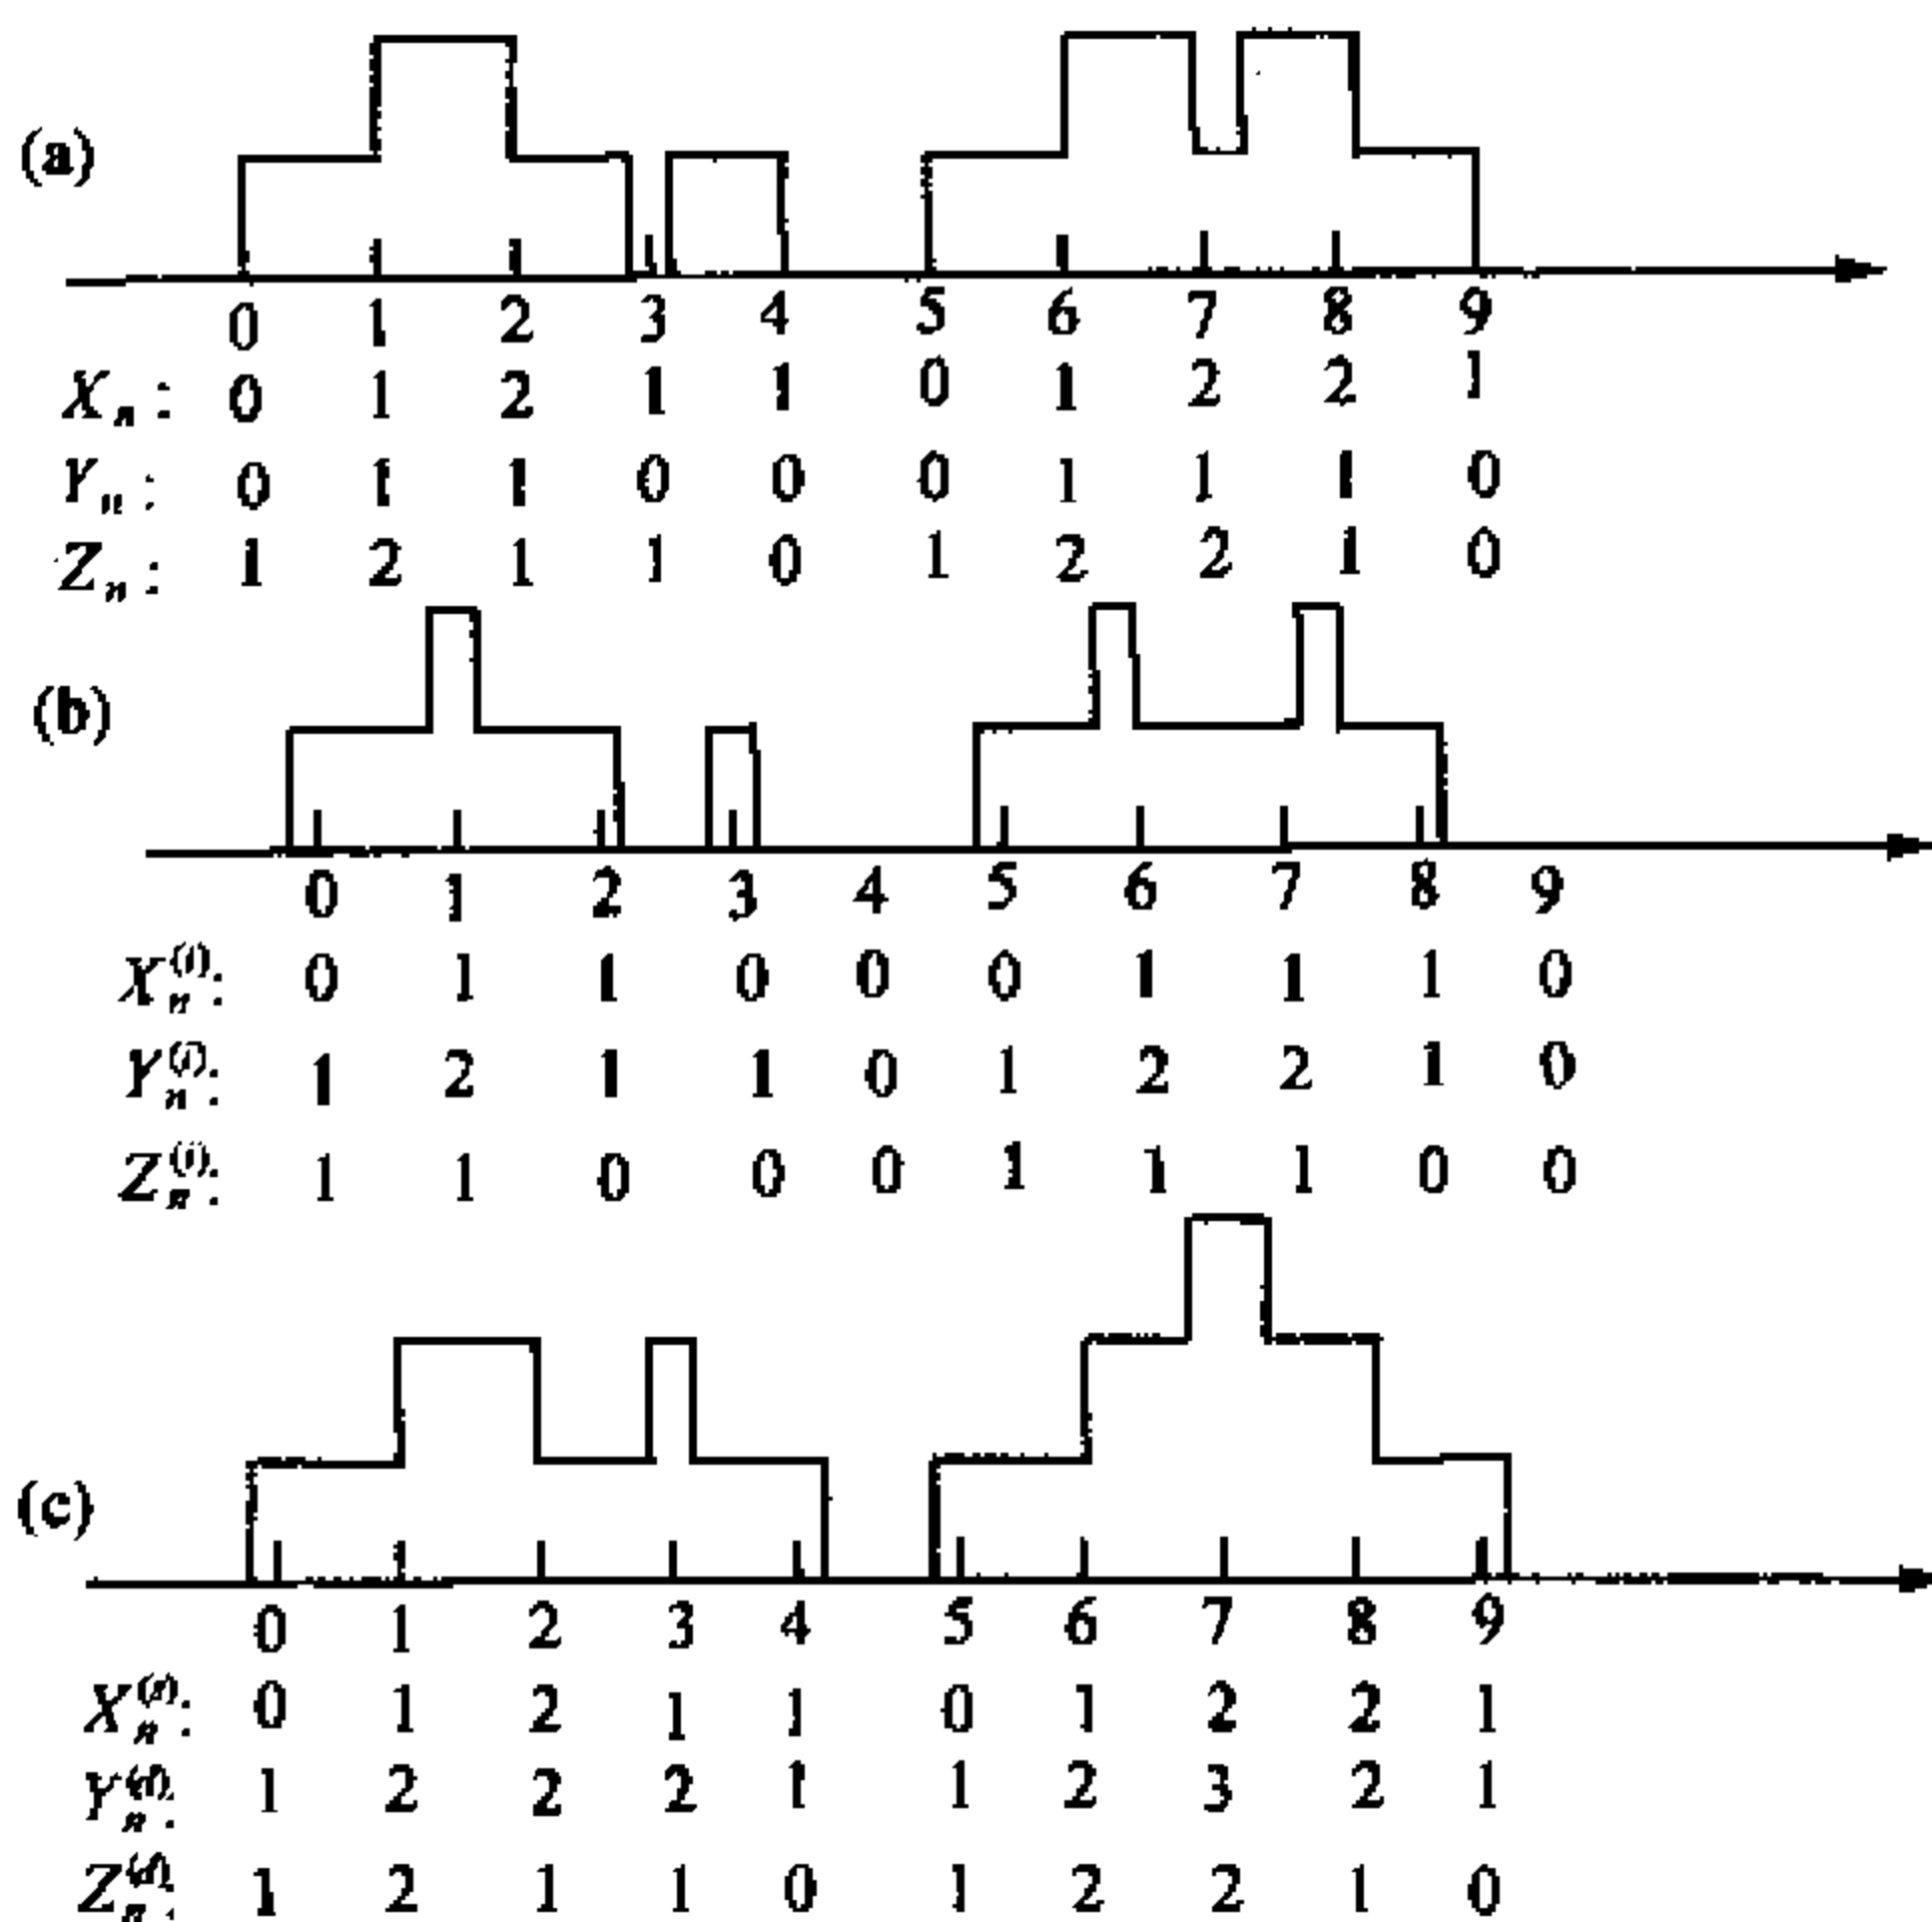 (a)
0 1 2 3 4 5 6 7 8 9
Xn: 0 1 2 1 1 0 1 2 2 1
Yn: 0 1 1 0 0 0 1 1 1 0
Zn: 1 2 1 1 0 1 2 2 1 0
(b)
0 1 2 3 4 5 6 7 8 9
Xn: 0 1 1 0 0 0 1 1 1 0
Yn: 1 2 1 1 0 1 2 2 1 0
Zn: 1 1 0 0 0 1 1 1 0 0
(c)
0 1 2 3 4 5 6 7 8 9
Xn: 0 1 2 1 1 0 1 2 2 1
Yn: 1 2 2 2 1 1 2 3 2 1
Zn: 1 2 1 1 0 1 2 2 1 0